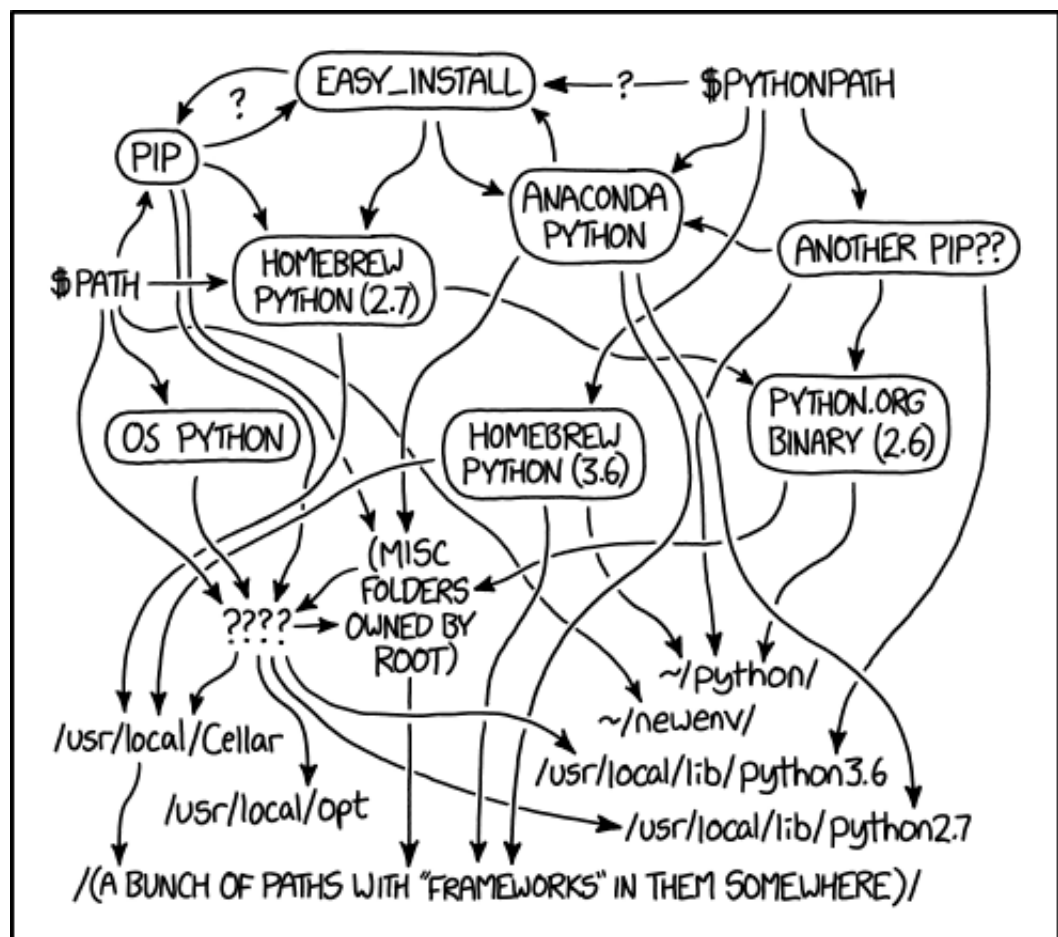 EASY_INSTALL
?
$PYTHONPATH
?
PIP
ANACONDA
PYTHON
ANOTHER PIP??
HOMEBREW
PYTHON (2.7)
$PATH
OS PYTHON
HOMEBREW
PYTHON (3.6)
PYTHON.ORG
BINARY (2.6)
(MISC
FOLDERS
OWNED BY
ROOT)
????
~/python/
~/newenv/
/usr/local/Cellar
/usr/local/lib/python3.6
/usr/local/opt
/usr/local/lib/python2.7
/(A BUNCH OF PATHS WITH "FRAMEWORKS" IN THEM SOMEWHERE)/